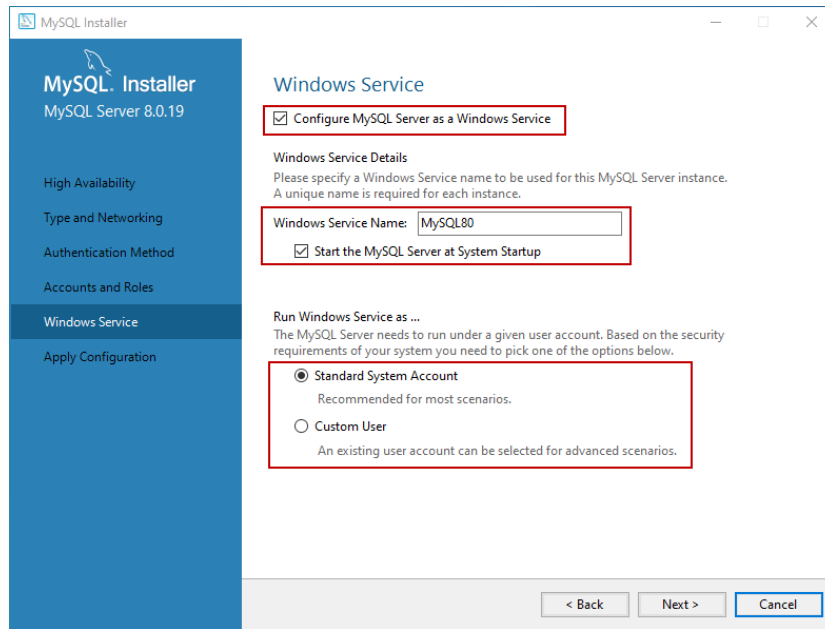 MySQL Installer
MySQL. Installer
MySQL Server 8.0.19
High Availability
Type and Networking
Authentication Method
Accounts and Roles
Windows Service
Apply Configuration
Windows Service
Configure MySQL Server as a Windows Service
Windows Service Details
Please specify a Windows Service name to be used for this MySQL Server instance.
A unique name is required for each instance.
Windows Service Name: MySQL80
Start the MySQL Server at System Startup
Run Windows Service as ...
The MySQL Server needs to run under a given user account. Based on the security
requirements of your system you need to pick one of the options below.
Standard System Account
Recommended for most scenarios.
Custom User
An existing user account can be selected for advanced scenarios.
< Back Next > Cancel